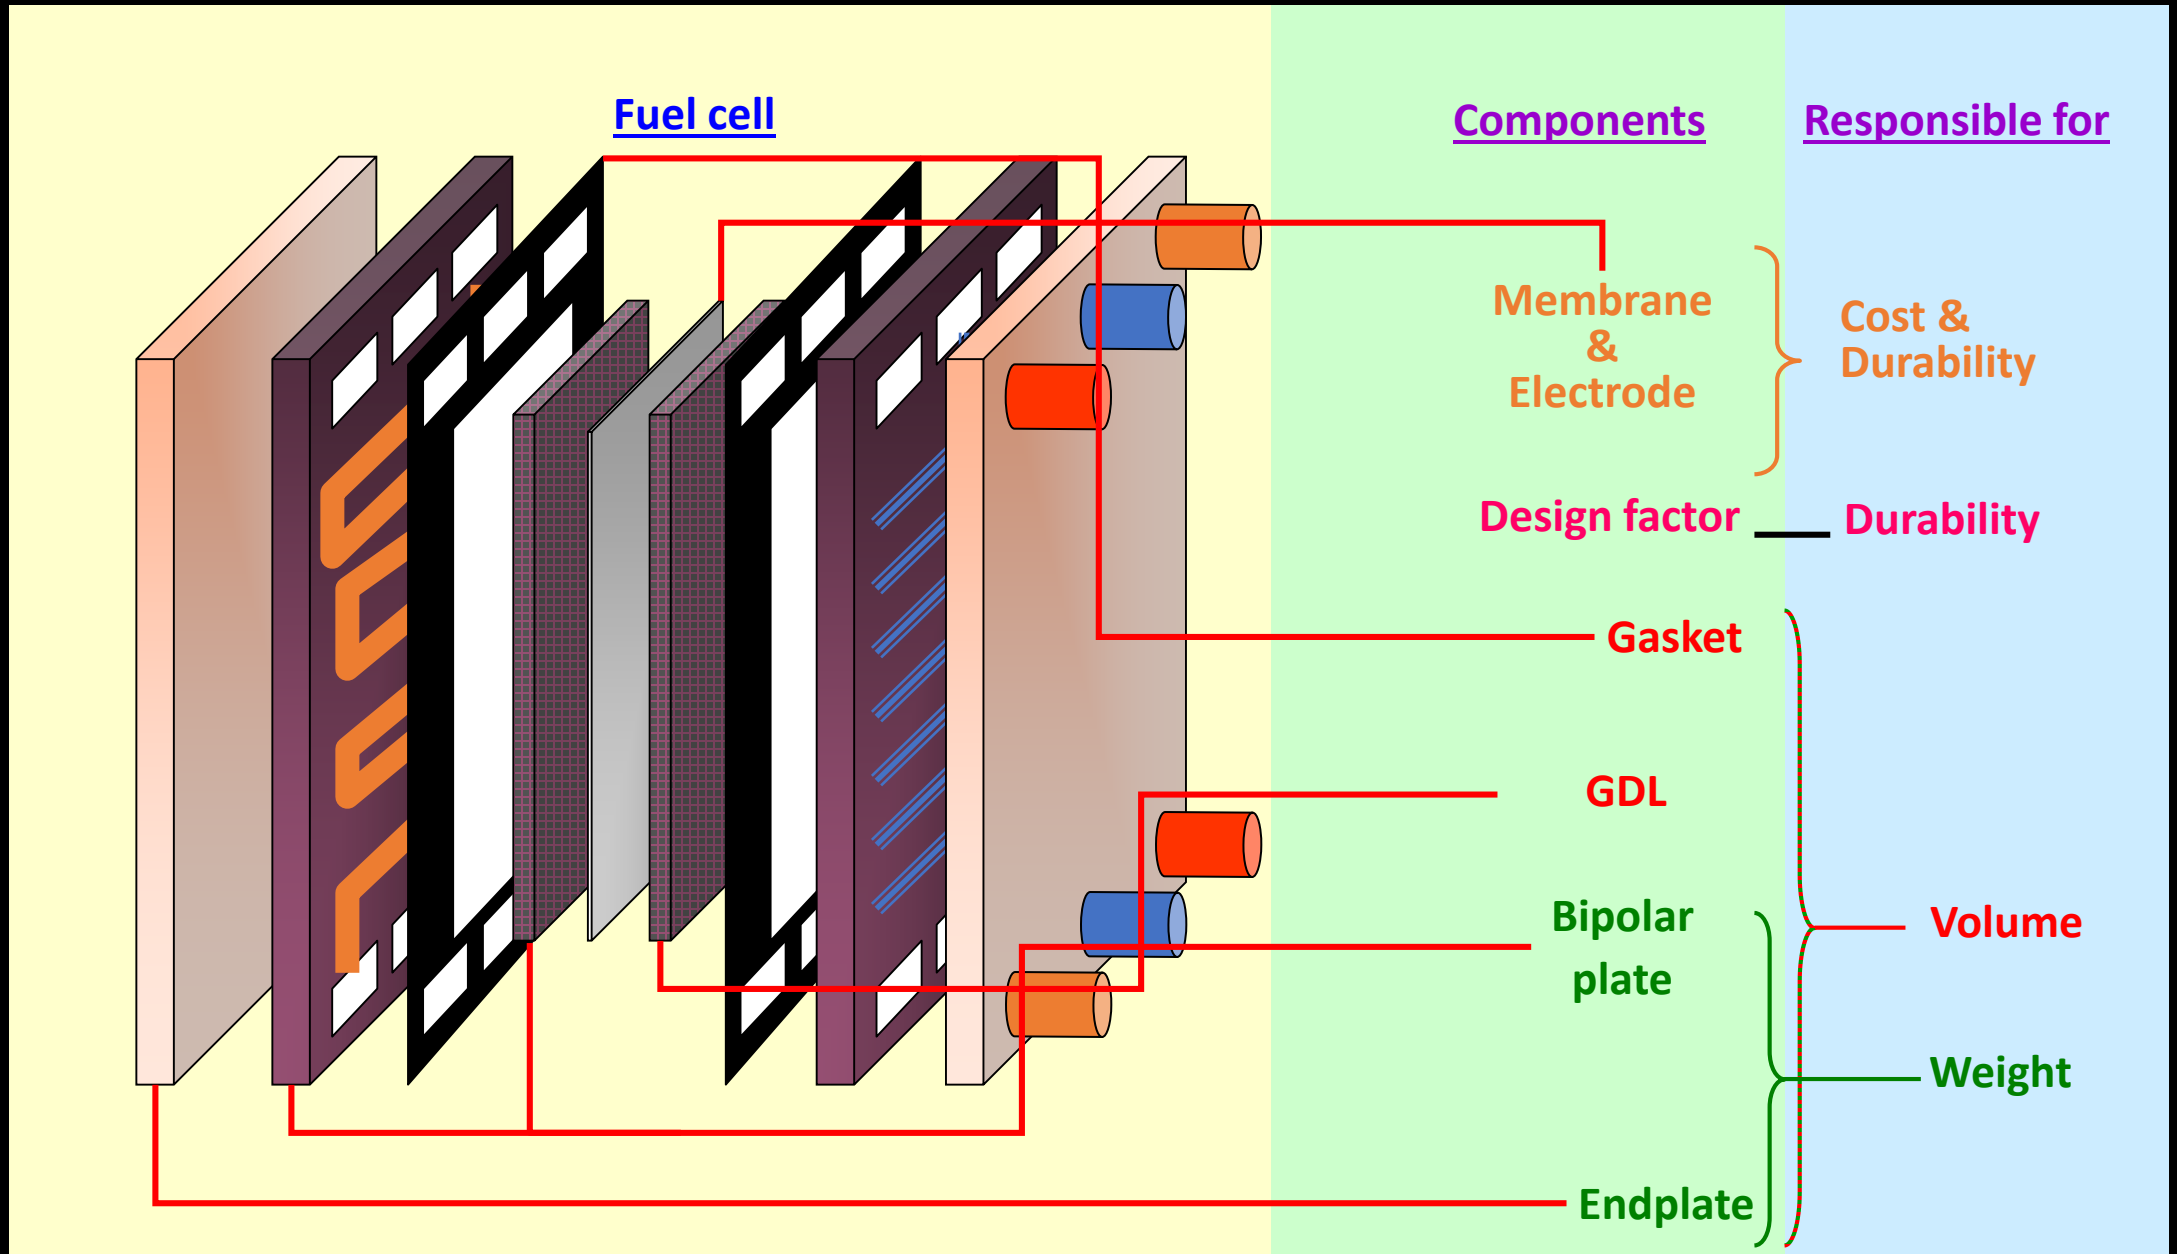 Fuel cell
Components
Responsible for
Membrane
&
Electrode
Cost &
Durability
Design factor
Durability
Gasket
GDL
Bipolar
plate
Volume
Weight
Endplate